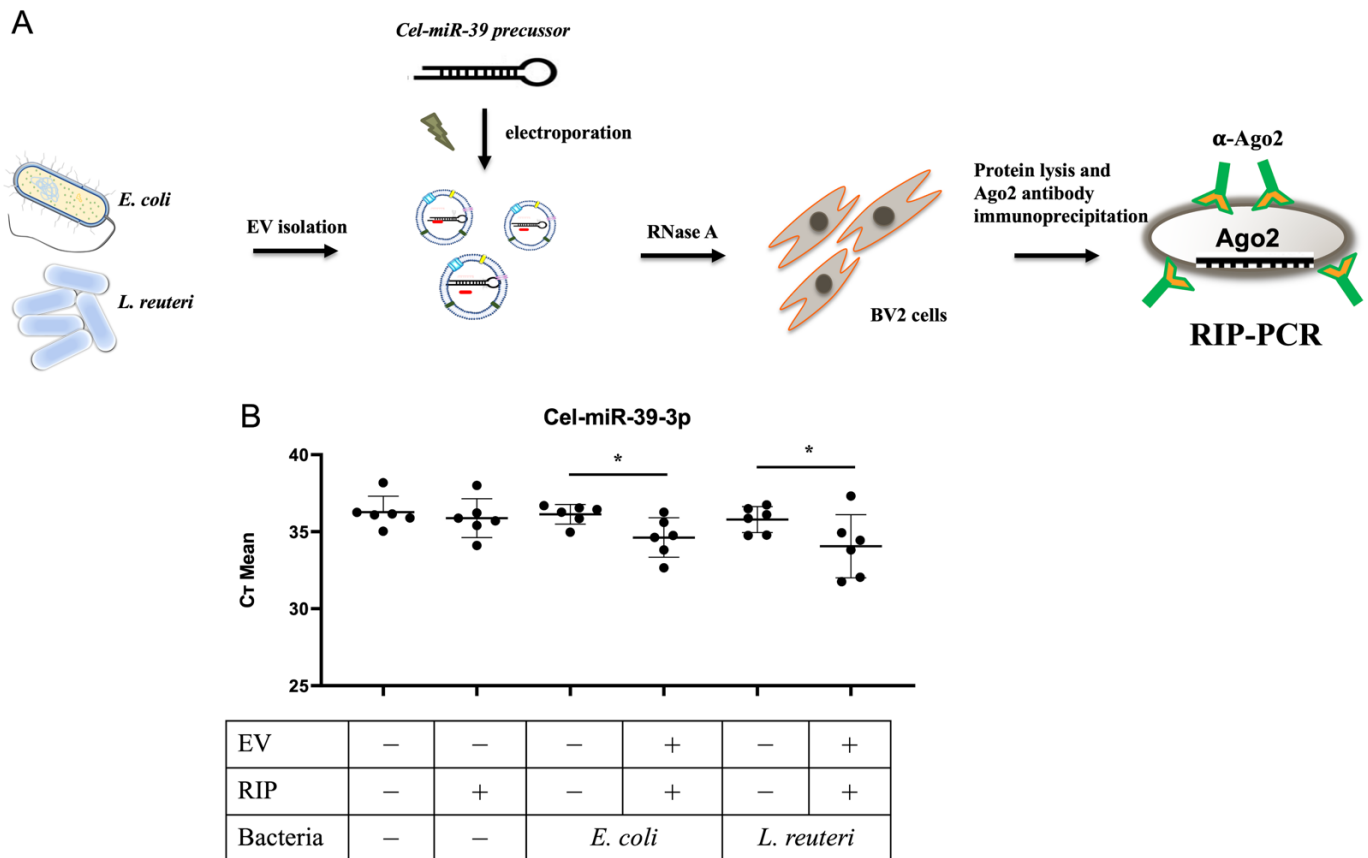 A
Cel-miR-39 precussor
electroporation
E. coli
L. reuteri
EV isolation
RNase A
BV2 cells
Protein lysis and
Ago2 antibody
immunoprecipitation
α-Ago2
Ago2
RIP-PCR
B
Cel-miR-39-3p
CT Mean
40
35
30
25
*
*
EV − − − + − +
RIP − + − + − +
Bacteria − − E. coli L. reuteri